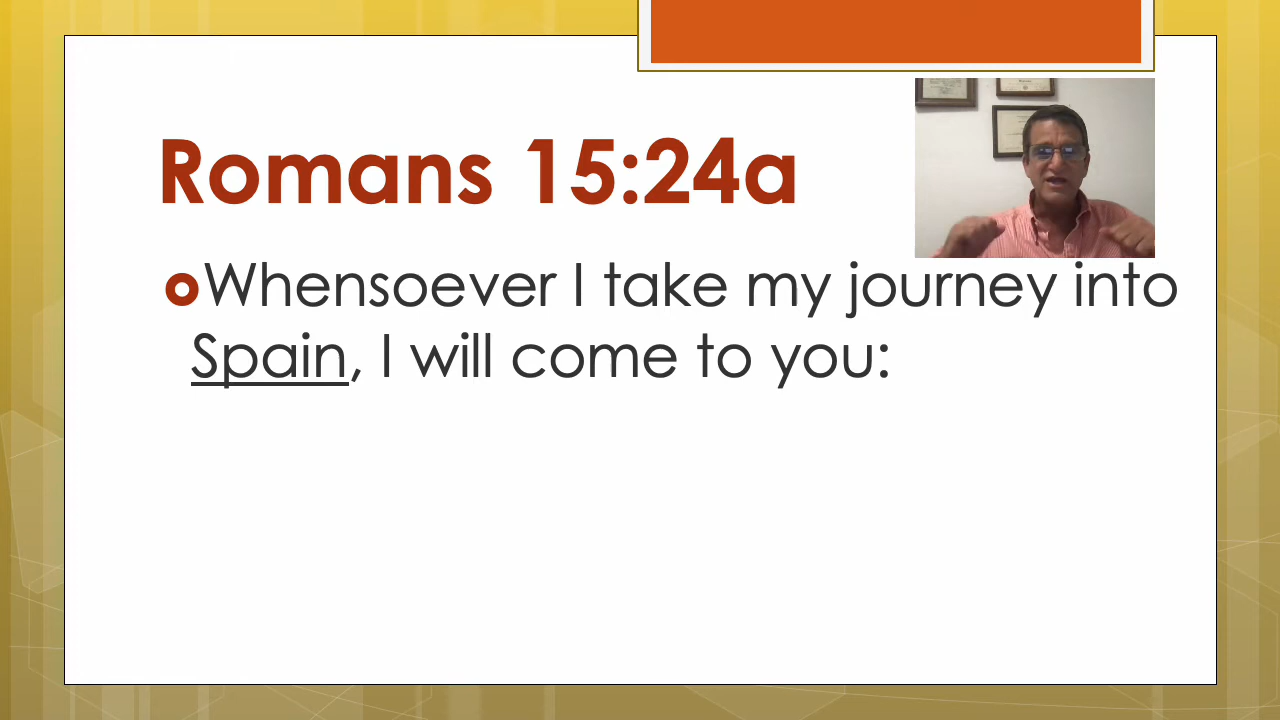 Romans 15:24a
Whensoever I take my journey into
Spain, I will come to you: